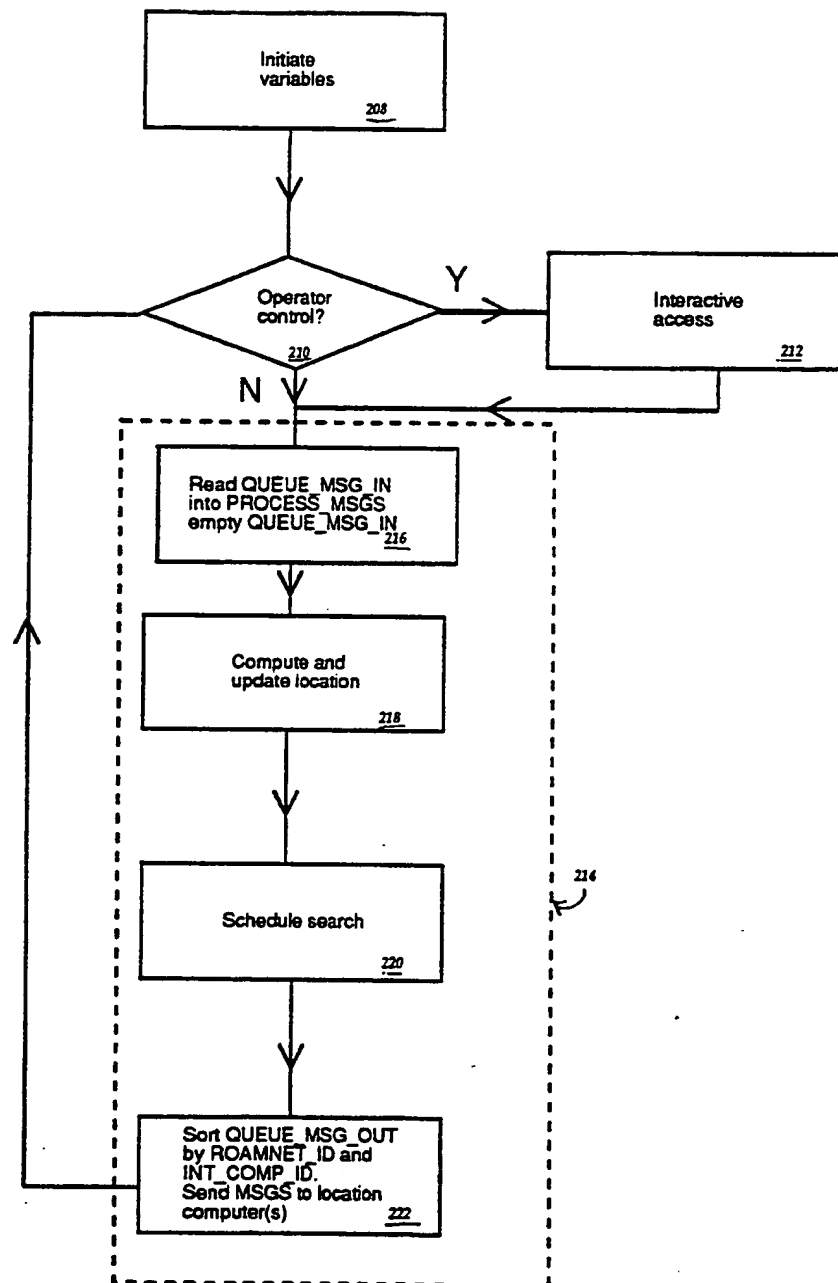 Initiate
variables
208
Operator
control?
210
Y
Interactive
access
212
N
Read QUEUE_MSG_IN
into PROCESS_MSGS
empty QUEUE_MSG_IN
216
Compute and
update location
218
214
Schedule search
220
Sort QUEUE_MSG_OUT
by ROAMNET_ID and
INT_COMP_ID.
Send MSGS to location
computer(s)
222